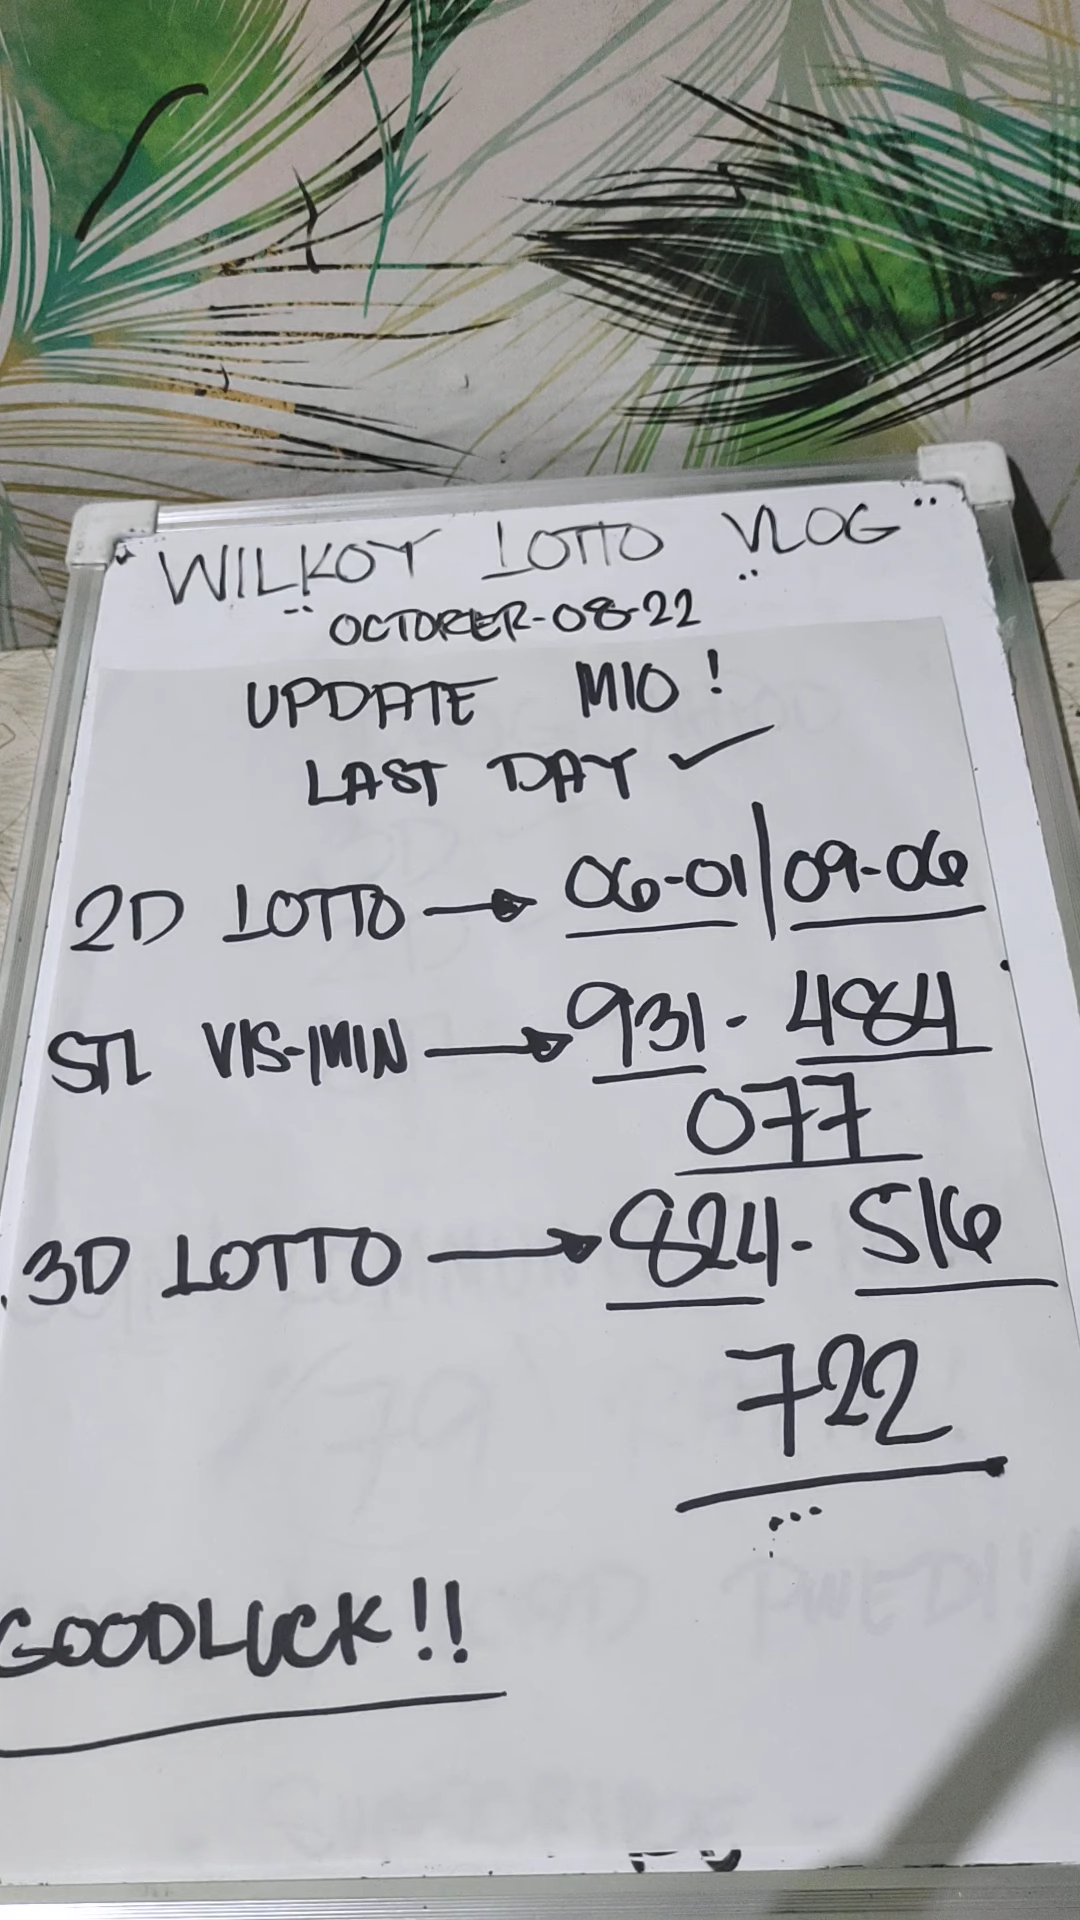 WILKOY LOTTO VLOG
OCTOBER-08-22
UPDATE MIO!
LAST DAY ✓
2D LOTTO → 06-01|09-06
STL VIS-MIN → 931 - 484
077
3D LOTTO → 824 - 516
722
GOODLUCK!!